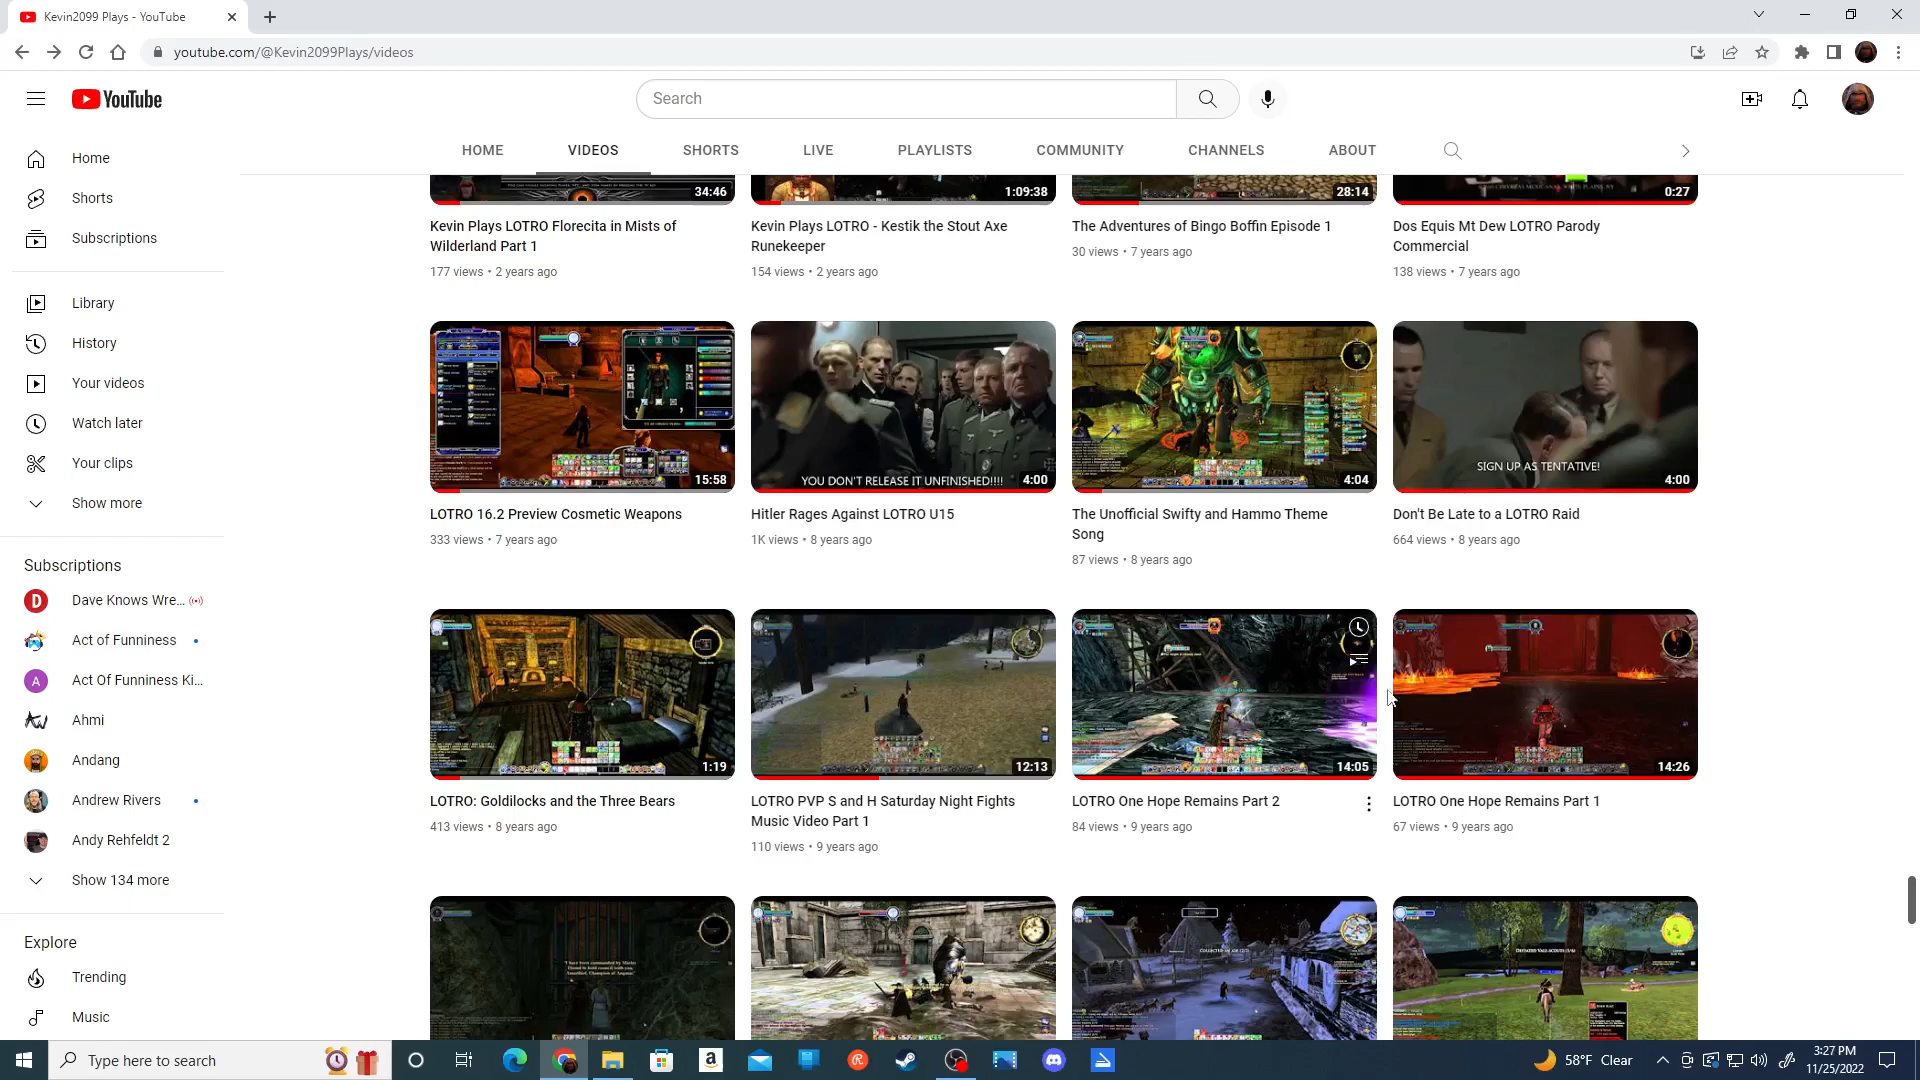 Kevin2099 Plays - YouTube
youtube.com/@Kevin2099Plays/videos
YouTube
Search
HOME VIDEOS SHORTS LIVE PLAYLISTS COMMUNITY CHANNELS ABOUT
Home
Shorts
Subscriptions
Library
History
Your videos
Watch later
Your clips
Show more
Subscriptions
D Dave Knows Wre...
Act of Funniness
A Act Of Funniness Ki...
Ahmi
Andang
Andrew Rivers
Andy Rehfeldt 2
Show 134 more
Explore
Trending
Music
34:46
Kevin Plays LOTRO Florecita in Mists of
Wilderland Part 1
177 views • 2 years ago
1:09:38
Kevin Plays LOTRO - Kestik the Stout Axe
Runekeeper
154 views • 2 years ago
28:14
The Adventures of Bingo Boffin Episode 1
30 views • 7 years ago
0:27
Dos Equis Mt Dew LOTRO Parody
Commercial
138 views • 7 years ago
15:58
LOTRO 16.2 Preview Cosmetic Weapons
333 views • 7 years ago
YOU DON'T RELEASE IT UNFINISHED!!!!
4:00
Hitler Rages Against LOTRO U15
1K views • 8 years ago
4:04
The Unofficial Swifty and Hammo Theme
Song
87 views • 8 years ago
SIGN UP AS TENTATIVE!
4:00
Don't Be Late to a LOTRO Raid
664 views • 8 years ago
1:19
LOTRO: Goldilocks and the Three Bears
413 views • 8 years ago
12:13
LOTRO PVP S and H Saturday Night Fights
Music Video Part 1
110 views • 9 years ago
14:05
LOTRO One Hope Remains Part 2
84 views • 9 years ago
14:26
LOTRO One Hope Remains Part 1
67 views • 9 years ago
Type here to search
58°F Clear
3:27 PM
11/25/2022